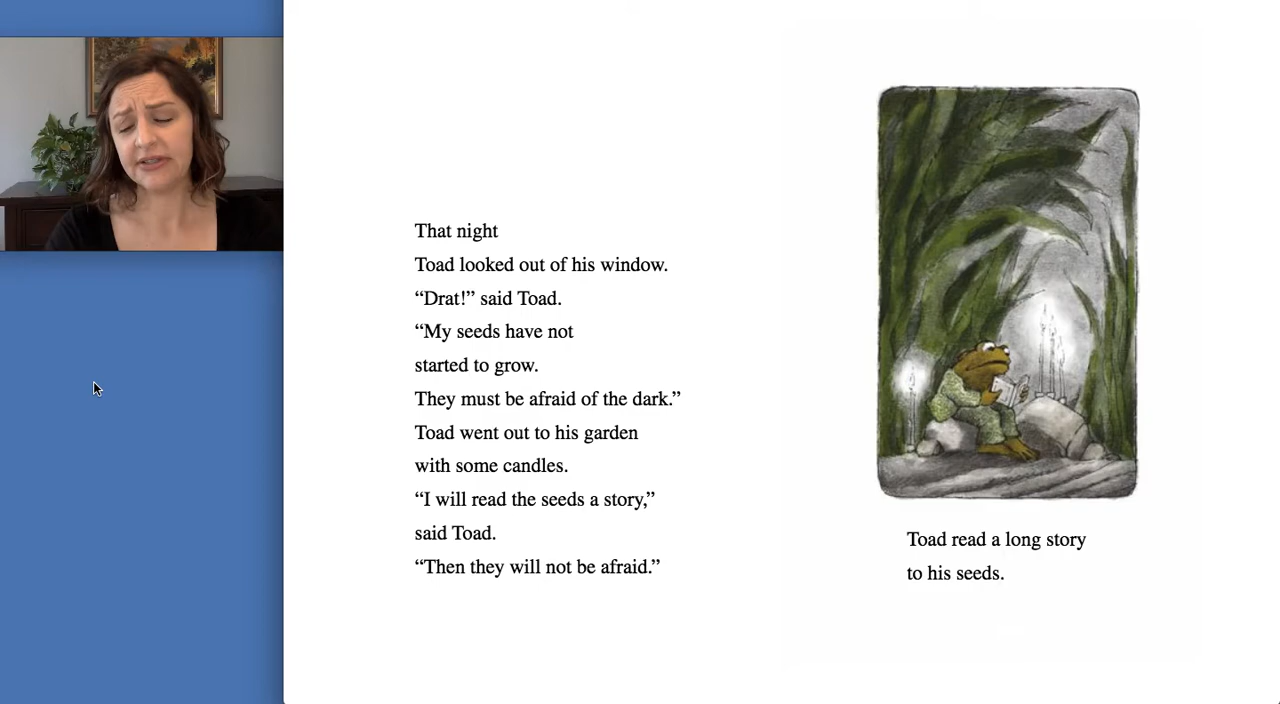 That night
Toad looked out of his window.
“Drat!” said Toad.
“My seeds have not
started to grow.
They must be afraid of the dark.”
Toad went out to his garden
with some candles.
“I will read the seeds a story,”
said Toad.
“Then they will not be afraid.”
Toad read a long story
to his seeds.